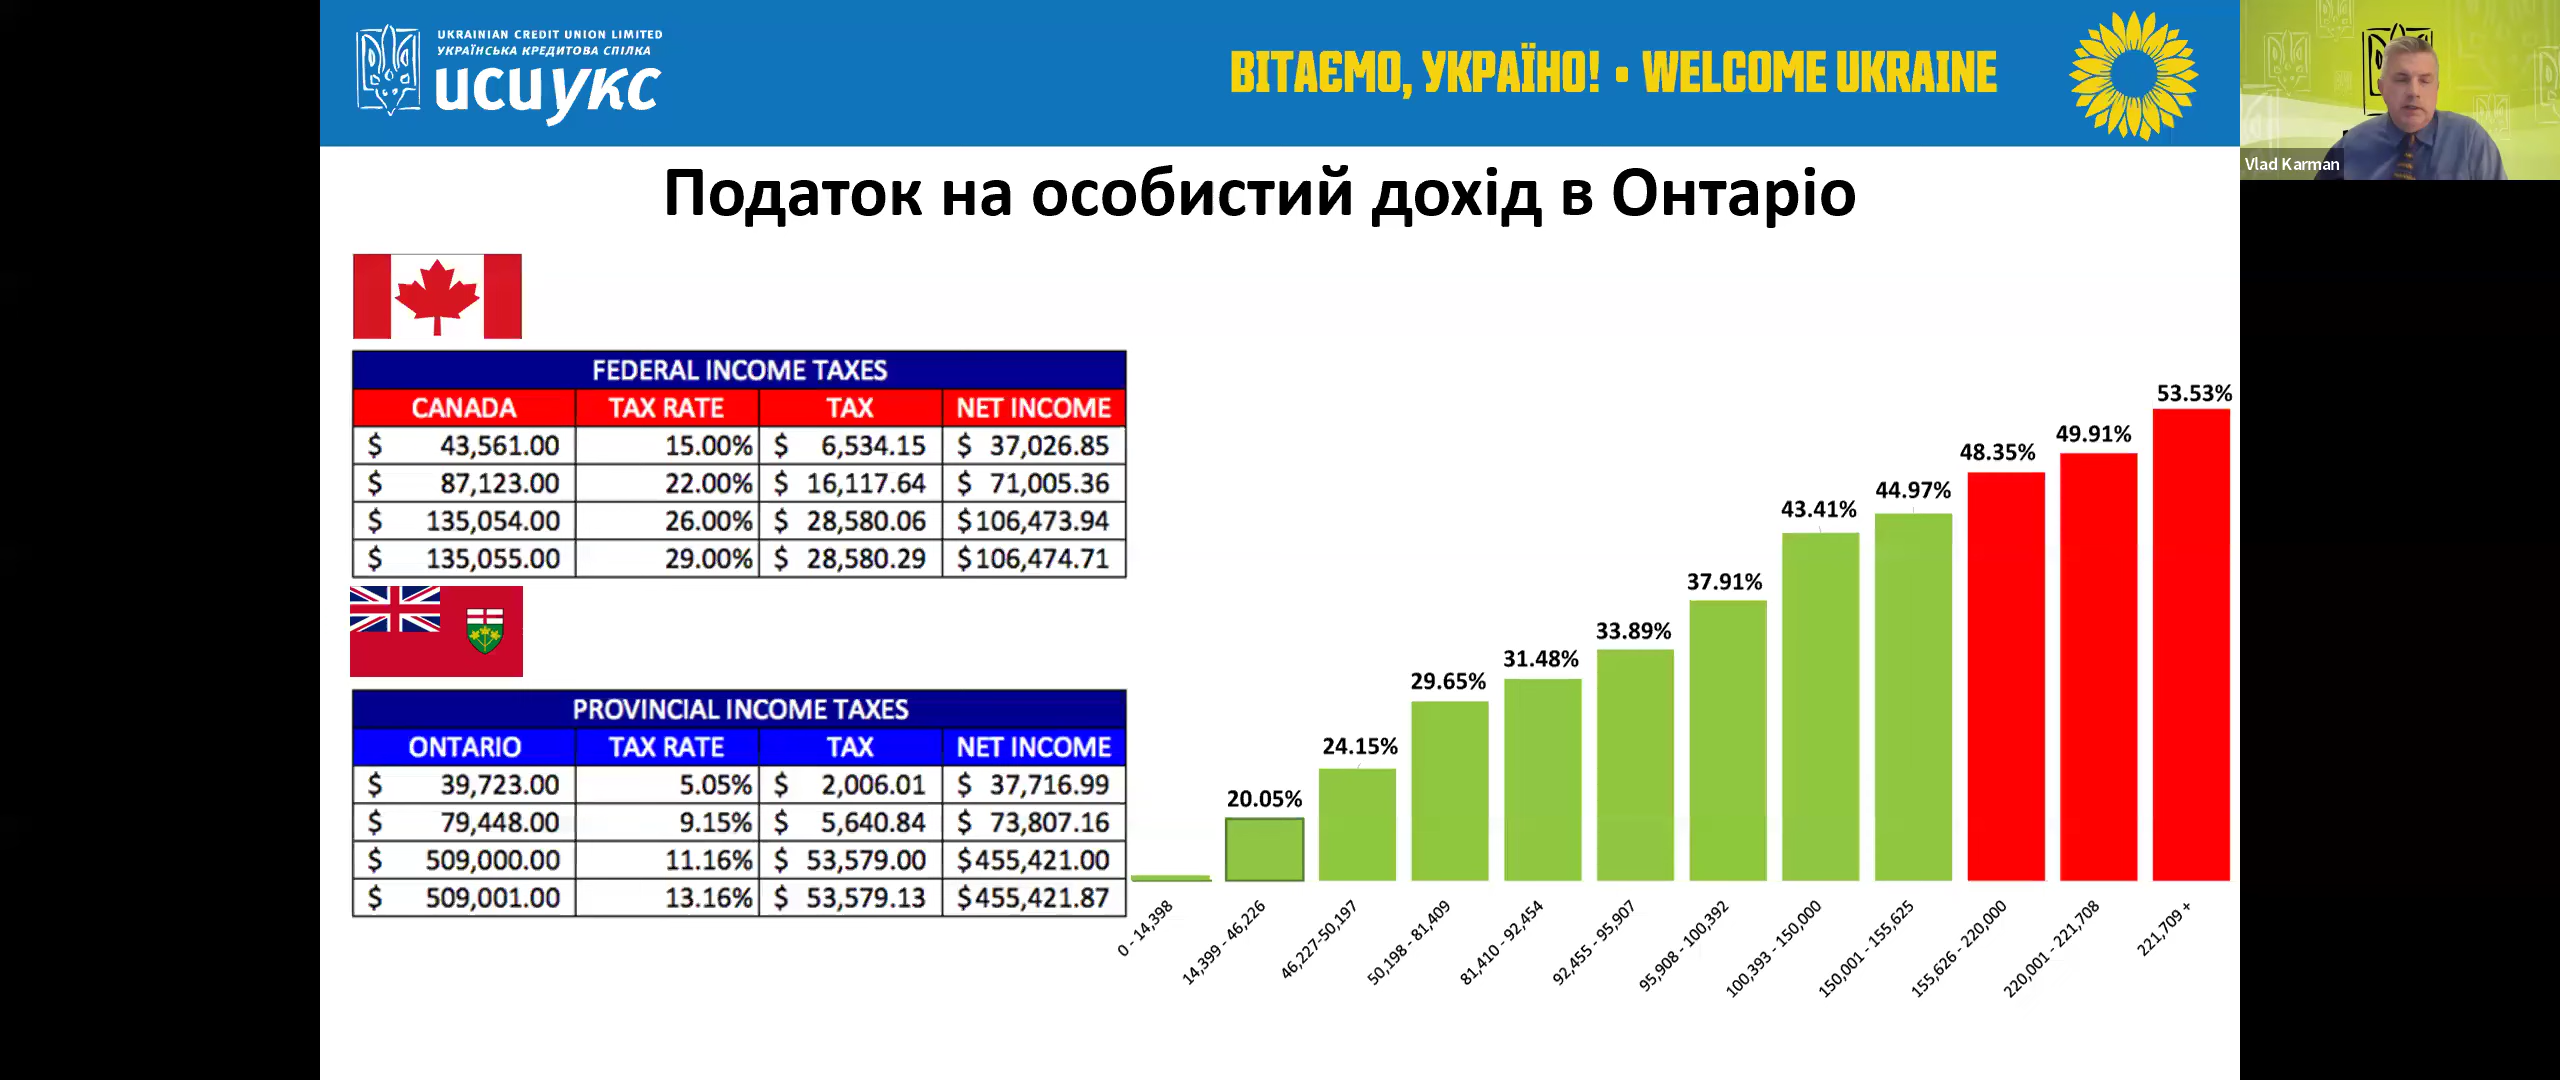 UKRAINIAN CREDIT UNION LIMITED
УКРАЇНСЬКА КРЕДИТОВА СПІЛКА
ucuукс
ВІТАЄМО, УКРАЇНО! • WELCOME UKRAINE
Vlad Karman
Податок на особистий дохід в Онтаріо
FEDERAL INCOME TAXES
CANADA TAX RATE TAX NET INCOME
$ 43,561.00 15.00% $ 6,534.15 $ 37,026.85
$ 87,123.00 22.00% $ 16,117.64 $ 71,005.36
$ 135,054.00 26.00% $ 28,580.06 $106,473.94
$ 135,055.00 29.00% $ 28,580.29 $106,474.71
PROVINCIAL INCOME TAXES
ONTARIO TAX RATE TAX NET INCOME
$ 39,723.00 5.05% $ 2,006.01 $ 37,716.99
$ 79,448.00 9.15% $ 5,640.84 $ 73,807.16
$ 509,000.00 11.16% $ 53,579.00 $455,421.00
$ 509,001.00 13.16% $ 53,579.13 $455,421.87
20.05%
24.15%
29.65%
31.48%
33.89%
37.91%
43.41%
44.97%
48.35%
49.91%
53.53%
0 - 14,398
14,399 - 46,226
46,227-50,197
50,198 - 81,409
81,410 - 92,454
92,455 - 95,907
95,908 - 100,392
100,393 - 150,000
150,001 - 155,625
155,626 - 220,000
220,001 - 221,708
221,709 +